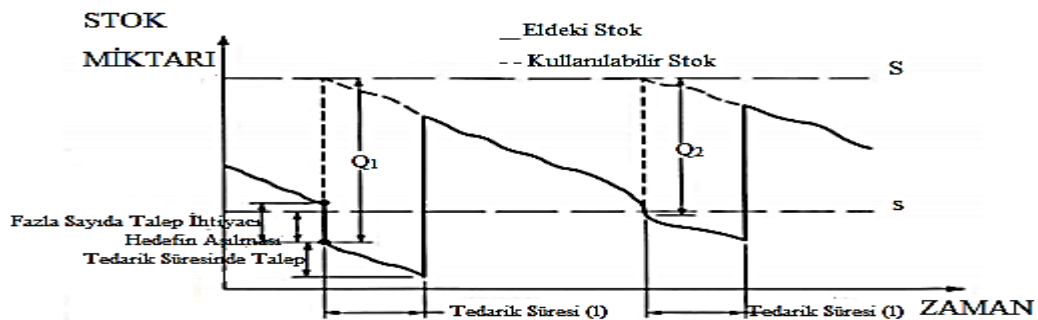 STOK
MİKTARI
__Eldeki Stok
-- Kullanılabilir Stok
S
Q1
Q2
s
Fazla Sayıda Talep İhtiyacı
Hedefin Aşılması
Tedarik Süresinde Talep
Tedarik Süresi (l)
Tedarik Süresi (l)
ZAMAN